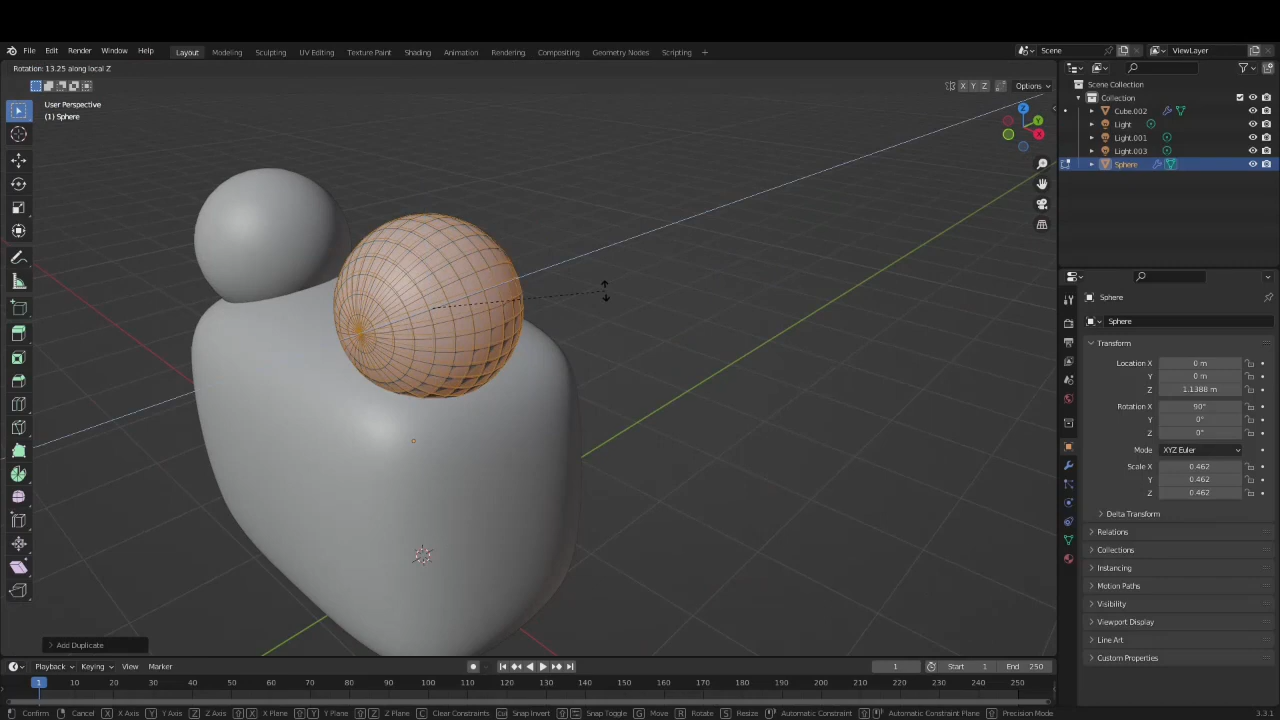 File Edit Render Window Help Layout Modeling Sculpting UV Editing Texture Paint Shading Animation Rendering Compositing Geometry Nodes Scripting + Scene ViewLayer
Rotation: 13.25 along local Z
X Y Z Options
User Perspective
(1) Sphere
Z Y X
Scene Collection
Collection
Cube.002
Light
Light.001
Light.003
Sphere
Sphere
Sphere
Transform
Location X 0 m
Y 0 m
Z 1.1388 m
Rotation X 90°
Y 0°
Z 0°
Mode XYZ Euler
Scale X 0.462
Y 0.462
Z 0.462
Delta Transform
Relations
Collections
Instancing
Motion Paths
Visibility
Viewport Display
Line Art
Custom Properties
Add Duplicate
Playback Keying View Marker 1 Start 1 End 250
1 10 20 30 40 50 60 70 80 90 100 110 120 130 140 150 160 170 180 190 200 210 220 230 240 250
Confirm Cancel X X Axis Y Y Axis Z Z Axis X X Plane Y Y Plane Z Z Plane C Clear Constraints Snap Invert Snap Toggle G Move R Rotate S Resize Automatic Constraint Automatic Constraint Plane Precision Mode 3.3.1